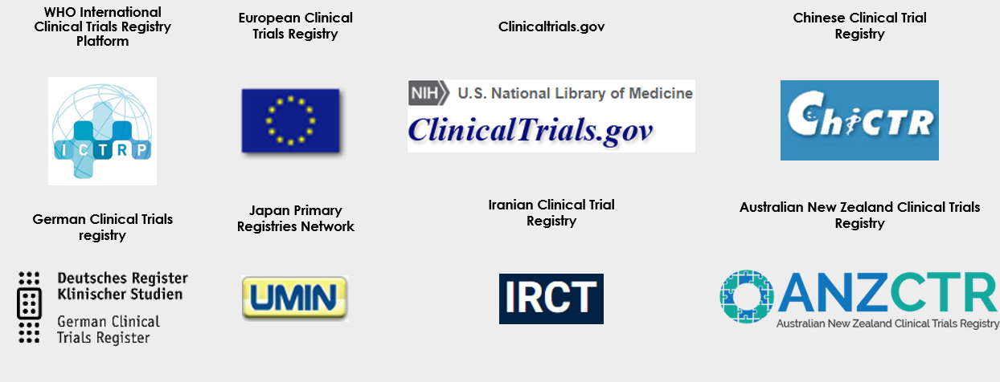 WHO International
Clinical Trials Registry
Platform
European Clinical
Trials Registry
Clinicaltrials.gov
Chinese Clinical Trial
Registry
ICTRP
NIH U.S. National Library of Medicine
ClinicalTrials.gov
ChiCTR
German Clinical Trials
registry
Japan Primary
Registries Network
Iranian Clinical Trial
Registry
Australian New Zealand Clinical Trials
Registry
Deutsches Register
Klinischer Studien
German Clinical
Trials Register
UMIN
IRCT
ANZCTR
Australian New Zealand Clinical Trials Registry